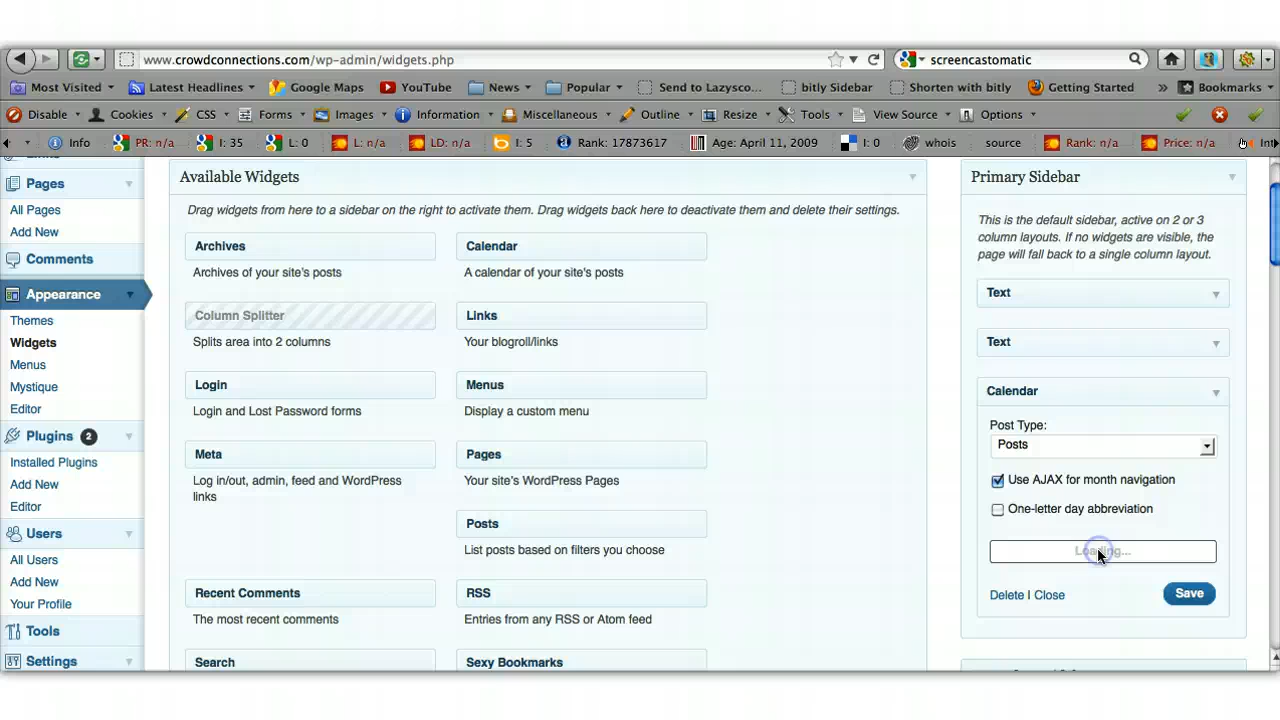 www.crowdconnections.com/wp-admin/widgets.php
screencastomatic
Most Visited Latest Headlines Google Maps YouTube News Popular Send to Lazysco... bitly Sidebar Shorten with bitly Getting Started » Bookmarks
Disable Cookies CSS Forms Images Information Miscellaneous Outline Resize Tools View Source Options
Info PR: n/a I: 35 L: 0 L: n/a LD: n/a I: 5 Rank: 17873617 Age: April 11, 2009 I: 0 whois source Rank: n/a Price: n/a Int
Links
Pages
All Pages
Add New
Comments
Appearance
Themes
Widgets
Menus
Mystique
Editor
Plugins 2
Installed Plugins
Add New
Editor
Users
All Users
Add New
Your Profile
Tools
Settings
Available Widgets
Drag widgets from here to a sidebar on the right to activate them. Drag widgets back here to deactivate them and delete their settings.
Archives
Archives of your site's posts
Calendar
A calendar of your site's posts
Column Splitter
Splits area into 2 columns
Links
Your blogroll/links
Login
Login and Lost Password forms
Menus
Display a custom menu
Meta
Log in/out, admin, feed and WordPress
links
Pages
Your site's WordPress Pages
Posts
List posts based on filters you choose
Recent Comments
The most recent comments
RSS
Entries from any RSS or Atom feed
Search
Sexy Bookmarks
Primary Sidebar
This is the default sidebar, active on 2 or 3
column layouts. If no widgets are visible, the
page will fall back to a single column layout.
Text
Text
Calendar
Post Type:
Posts
Use AJAX for month navigation
One-letter day abbreviation
Loading...
Delete | Close
Save